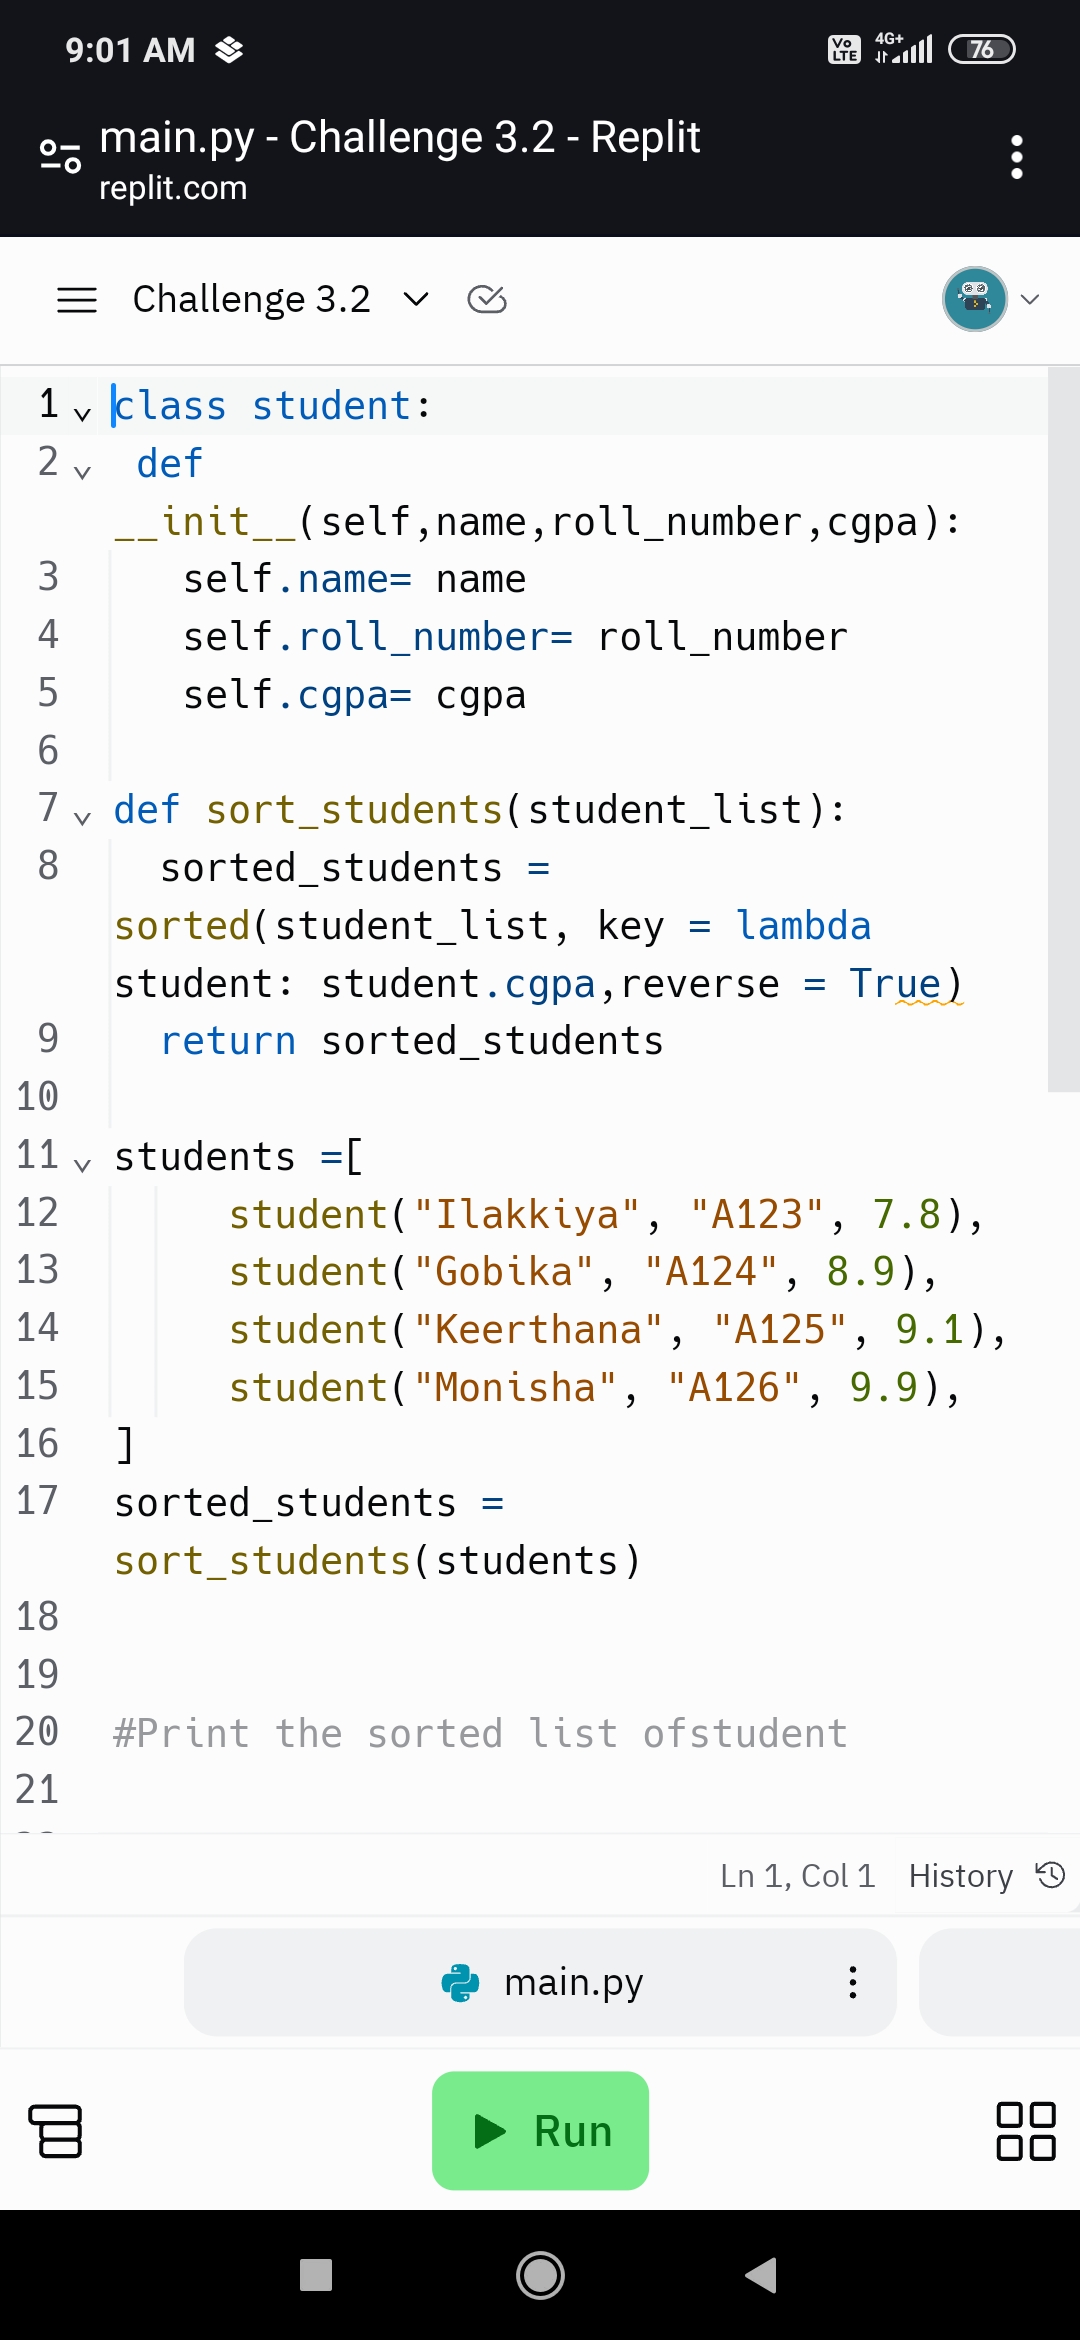 9:01 AM
Vo LTE 4G+ 76
main.py - Challenge 3.2 - Replit
replit.com
Challenge 3.2
1 class student:
2 def
__init__(self,name,roll_number,cgpa):
3 self.name= name
4 self.roll_number= roll_number
5 self.cgpa= cgpa
6
7 def sort_students(student_list):
8 sorted_students =
sorted(student_list, key = lambda
student: student.cgpa,reverse = True)
9 return sorted_students
10
11 students =[
12 student("Ilakkiya", "A123", 7.8),
13 student("Gobika", "A124", 8.9),
14 student("Keerthana", "A125", 9.1),
15 student("Monisha", "A126", 9.9),
16 ]
17 sorted_students =
sort_students(students)
18
19
20 #Print the sorted list ofstudent
21
Ln 1, Col 1 History
main.py
Run